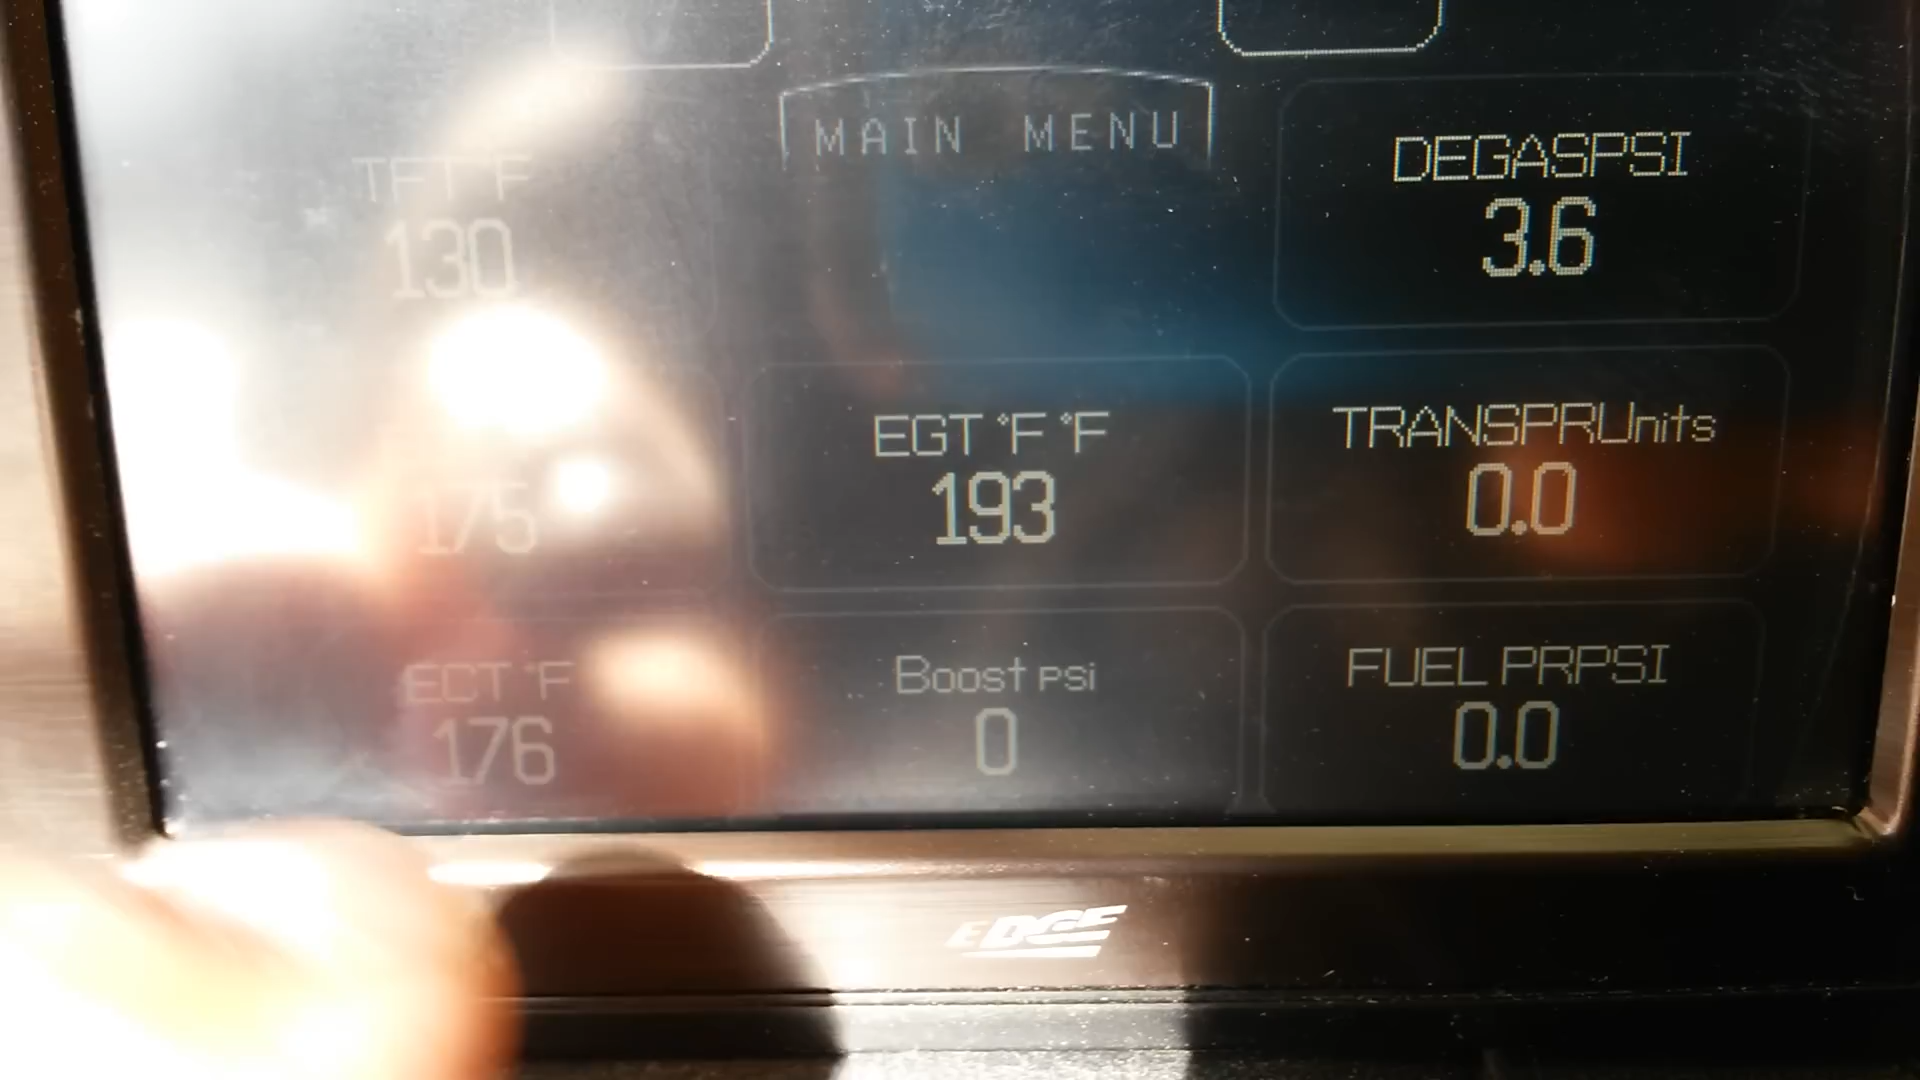 MAIN MENU
DEGASPSI
3.6
TFT °F
130
EGT °F °F
193
TRANSPRUnits
0.0
175
ECT °F
176
Boost psi
0
FUEL PRPSI
0.0
EDGE